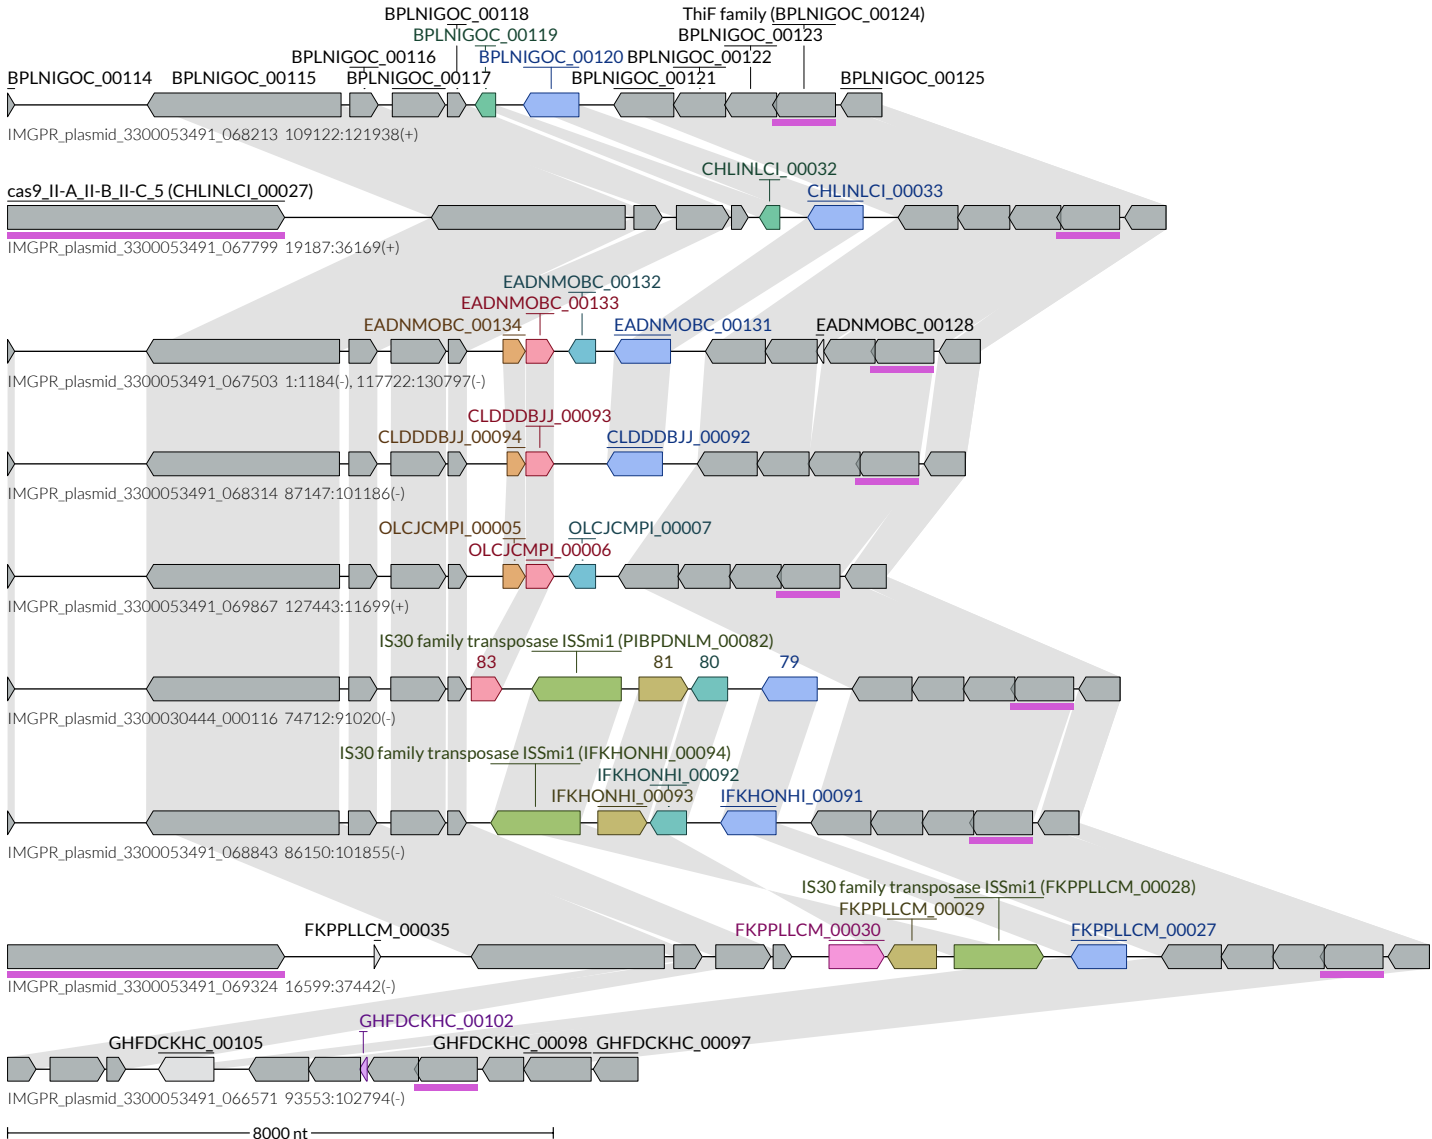 BPLNIGOC_00118 ThiF family (BPLNIGOC_00124)
BPLNIGOC_00119 BPLNIGOC_00123
BPLNIGOC_00116 BPLNIGOC_00120 BPLNIGOC_00122
BPLNIGOC_00114 BPLNIGOC_00115 BPLNIGOC_00117 BPLNIGOC_00121 BPLNIGOC_00125
IMGPR_plasmid_3300053491_068213 109122:121938(+)
CHLINLCI_00032
cas9_II-A_II-B_II-C_5 (CHLINLCI_00027) CHLINLCI_00033
IMGPR_plasmid_3300053491_067799 19187:36169(+)
EADNMOBC_00132
EADNMOBC_00133
EADNMOBC_00134 EADNMOBC_00131 EADNMOBC_00128
IMGPR_plasmid_3300053491_067503 1:1184(-), 117722:130797(-)
CLDDDBJJ_00093
CLDDDBJJ_00094 CLDDDBJJ_00092
IMGPR_plasmid_3300053491_068314 87147:101186(-)
OLCJCMPI_00005 OLCJCMPI_00007
OLCJCMPI_00006
IMGPR_plasmid_3300053491_069867 127443:11699(+)
IS30 family transposase ISSmi1 (PIBPDNLM_00082)
83 81 80 79
IMGPR_plasmid_3300030444_000116 74712:91020(-)
IS30 family transposase ISSmi1 (IFKHONHI_00094)
IFKHONHI_00092
IFKHONHI_00093 IFKHONHI_00091
IMGPR_plasmid_3300053491_068843 86150:101855(-)
IS30 family transposase ISSmi1 (FKPPLLCM_00028)
FKPPLLCM_00029
FKPPLLCM_00035 FKPPLLCM_00030 FKPPLLCM_00027
IMGPR_plasmid_3300053491_069324 16599:37442(-)
GHFDCKHC_00102
GHFDCKHC_00105 GHFDCKHC_00098 GHFDCKHC_00097
IMGPR_plasmid_3300053491_066571 93553:102794(-)
8000 nt